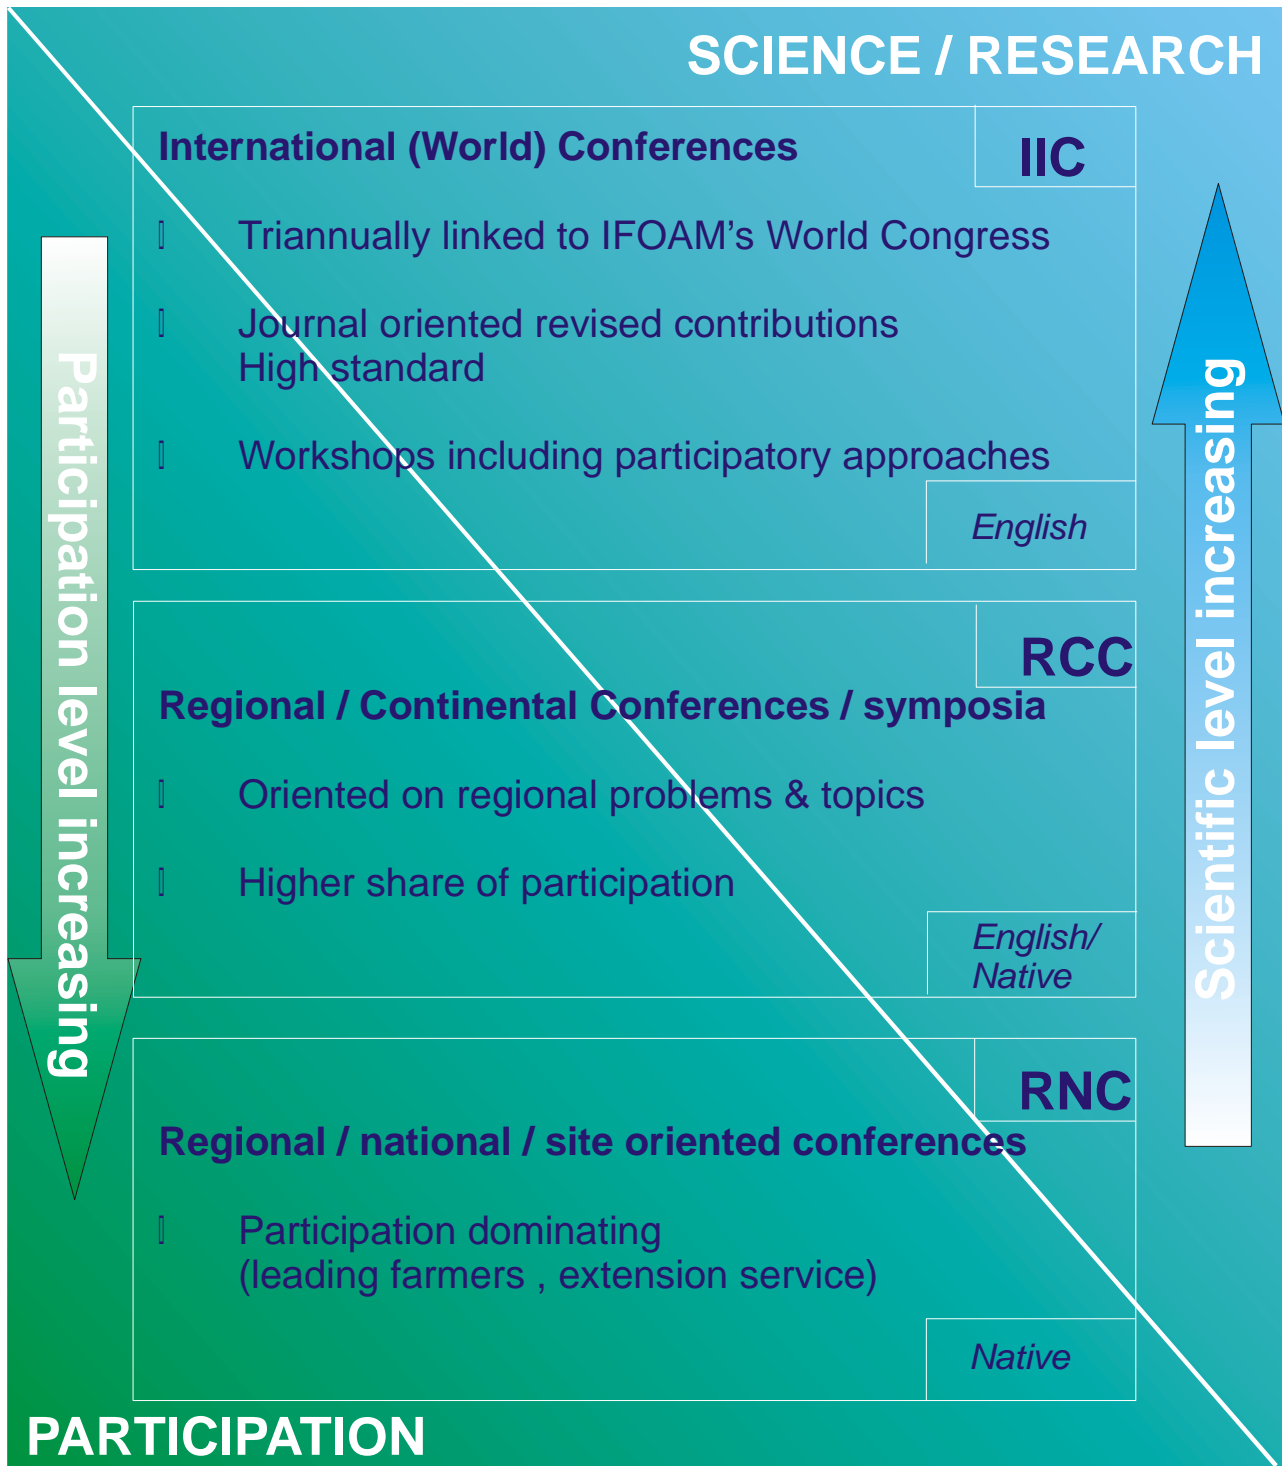 SCIENCE / RESEARCH
International (World) Conferences
IIC
Triannually linked to IFOAM's World Congress
Journal oriented revised contributions
High standard
Workshops including participatory approaches
English
RCC
Regional / Continental Conferences / symposia
Oriented on regional problems & topics
Higher share of participation
English/
Native
RNC
Regional / national / site oriented conferences
Participation dominating
(leading farmers , extension service)
Native
PARTICIPATION
Participation level increasing
Scientific level increasing